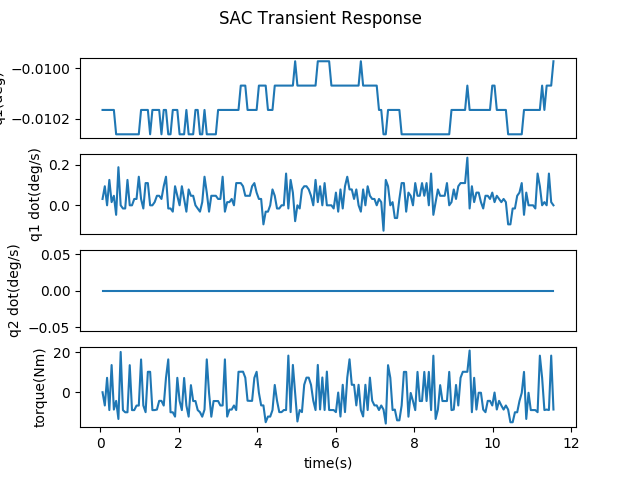 SAC Transient Response
−0.0100
−0.0102
0.2
0.0
q1 dot(deg/s)
0.05
0.00
−0.05
q2 dot(deg/s)
20
0
torque(Nm)
0 2 4 6 8 10 12
time(s)